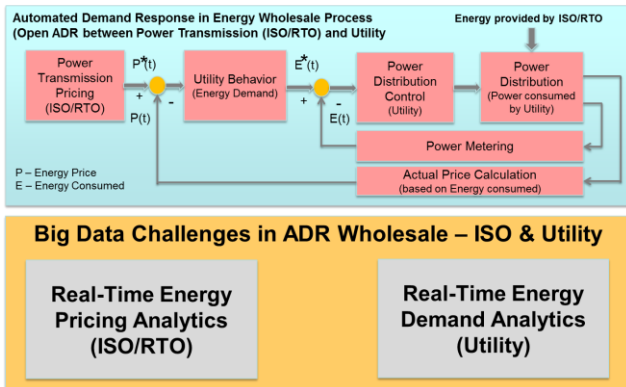 Automated Demand Response in Energy Wholesale Process
(Open ADR between Power Transmission (ISO/RTO) and Utility
Energy provided by ISO/RTO
Power
Transmission
Pricing
(ISO/RTO)
P*(t)
+
-
P(t)
Utility Behavior
(Energy Demand)
E*(t)
+
-
E(t)
Power
Distribution
Control
(Utility)
Power
Distribution
(Power consumed
by Utility)
Power Metering
Actual Price Calculation
(based on Energy consumed)
P – Energy Price
E – Energy Consumed
Big Data Challenges in ADR Wholesale – ISO & Utility
Real-Time Energy
Pricing Analytics
(ISO/RTO)
Real-Time Energy
Demand Analytics
(Utility)